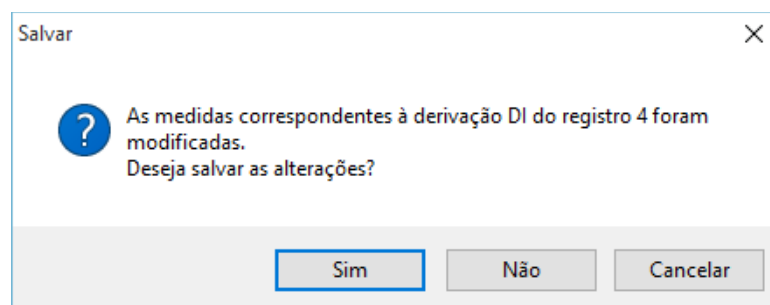 Salvar
As medidas correspondentes à derivação DI do registro 4 foram
modificadas.
Deseja salvar as alterações?
Sim
Não
Cancelar